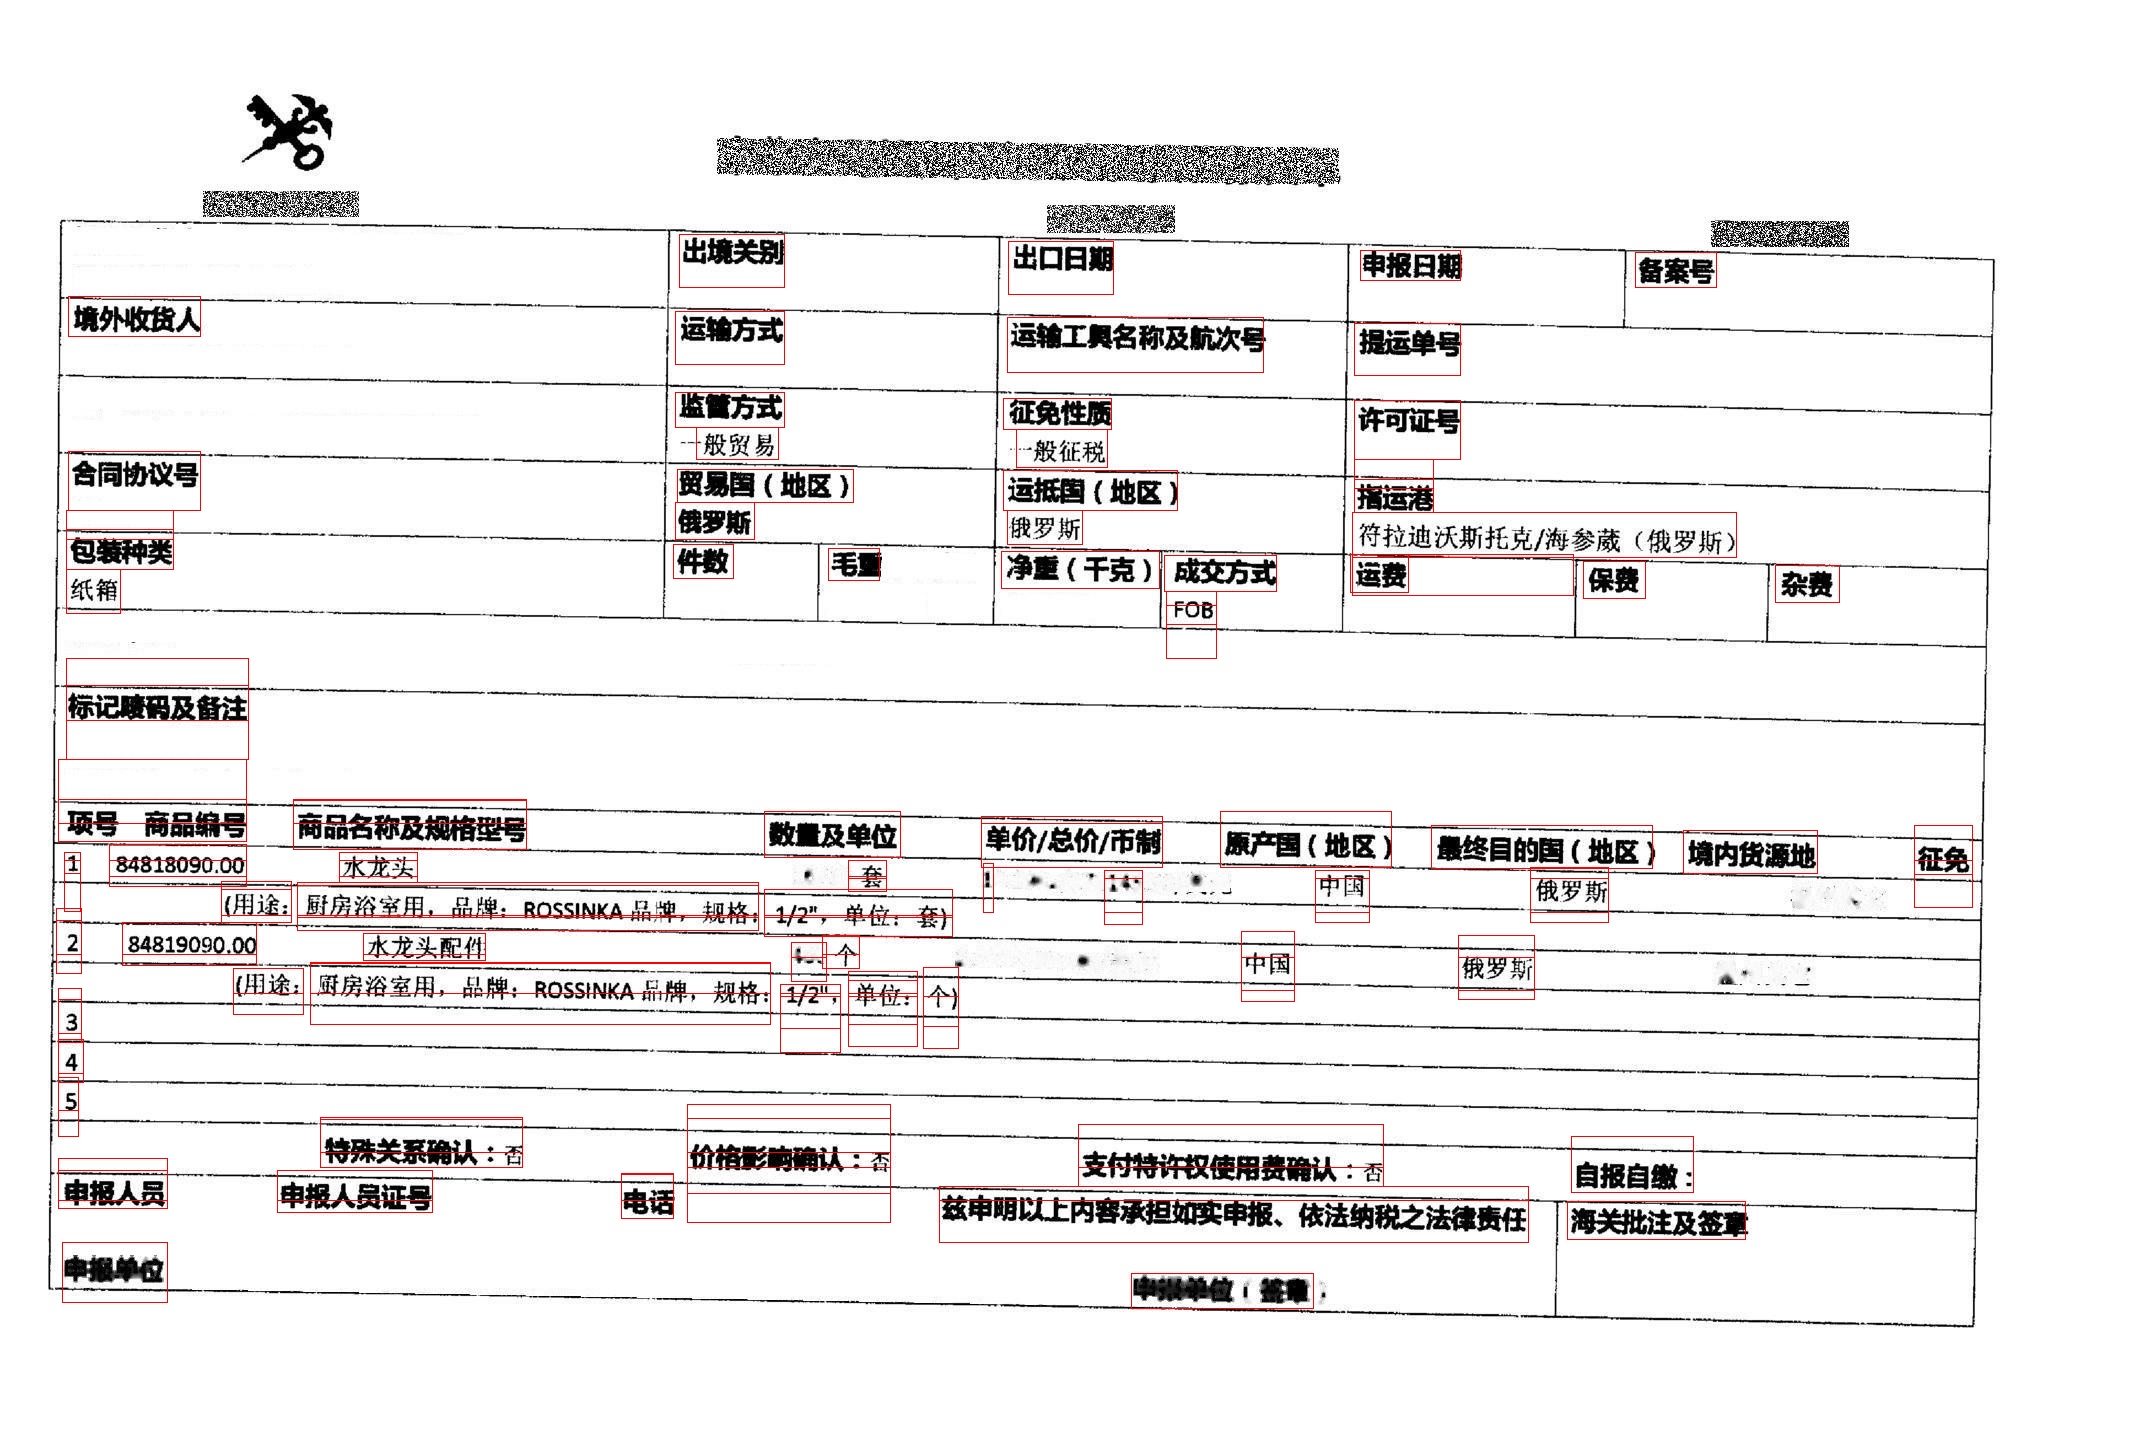 出境关别 出口日期 申报日期 备案号
境外收货人 运输方式 运输工具名称及航次号 提运单号
监管方式 征免性质 许可证号
一般贸易 一般征税
合同协议号 贸易国（地区） 运抵国（地区） 指运港
俄罗斯 俄罗斯 符拉迪沃斯托克/海参崴（俄罗斯）
包装种类 件数 毛重 净重（千克） 成交方式 运费 保费 杂费
纸箱 FOB
标记唛码及备注
项号 商品编号 商品名称及规格型号 数量及单位 单价/总价/币制 原产国（地区） 最终目的国（地区） 境内货源地 征免
1 84818090.00 水龙头 套 中国 俄罗斯
(用途：厨房浴室用，品牌：ROSSINKA 品牌，规格：1/2"，单位：套)
2 84819090.00 水龙头配件 个 中国 俄罗斯
(用途：厨房浴室用，品牌：ROSSINKA 品牌，规格：1/2"，单位：个)
3
4
5
特殊关系确认：否 价格影响确认：否 支付特许权使用费确认：否 自报自缴：
申报人员 申报人员证号 电话 兹申明以上内容承担如实申报、依法纳税之法律责任 海关批注及签章
申报单位 申报单位（签章）